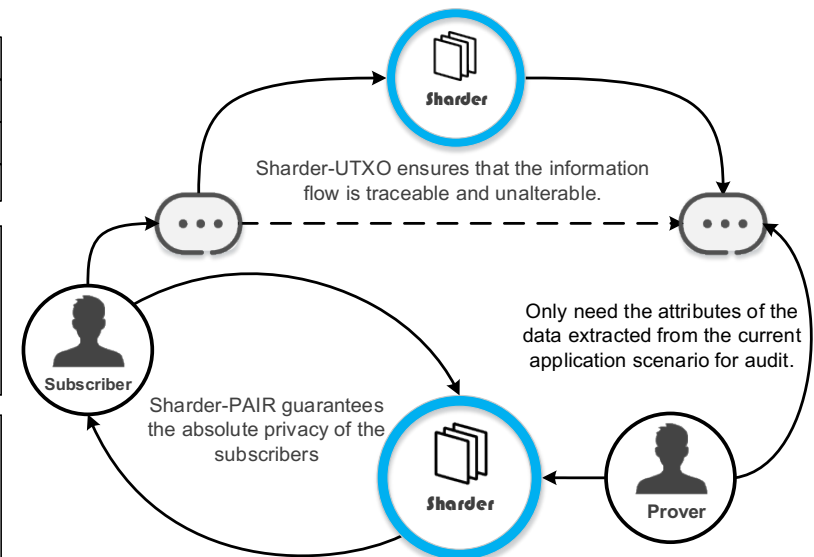 Sharder
Sharder-UTXO ensures that the information
flow is traceable and unalterable.
Only need the attributes of the
data extracted from the current
application scenario for audit.
Subscriber
Sharder-PAIR guarantees
the absolute privacy of the
subscribers
Sharder
Prover